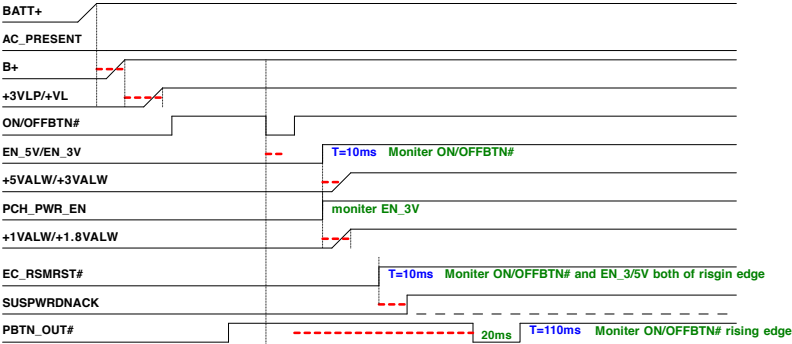 BATT+
AC_PRESENT
B+
+3VLP/+VL
ON/OFFBTN#
EN_5V/EN_3V T=10ms Moniter ON/OFFBTN#
+5VALW/+3VALW
PCH_PWR_EN moniter EN_3V
+1VALW/+1.8VALW
EC_RSMRST# T=10ms Moniter ON/OFFBTN# and EN_3/5V both of risgin edge
SUSPWRDNACK
PBTN_OUT# 20ms T=110ms Moniter ON/OFFBTN# rising edge